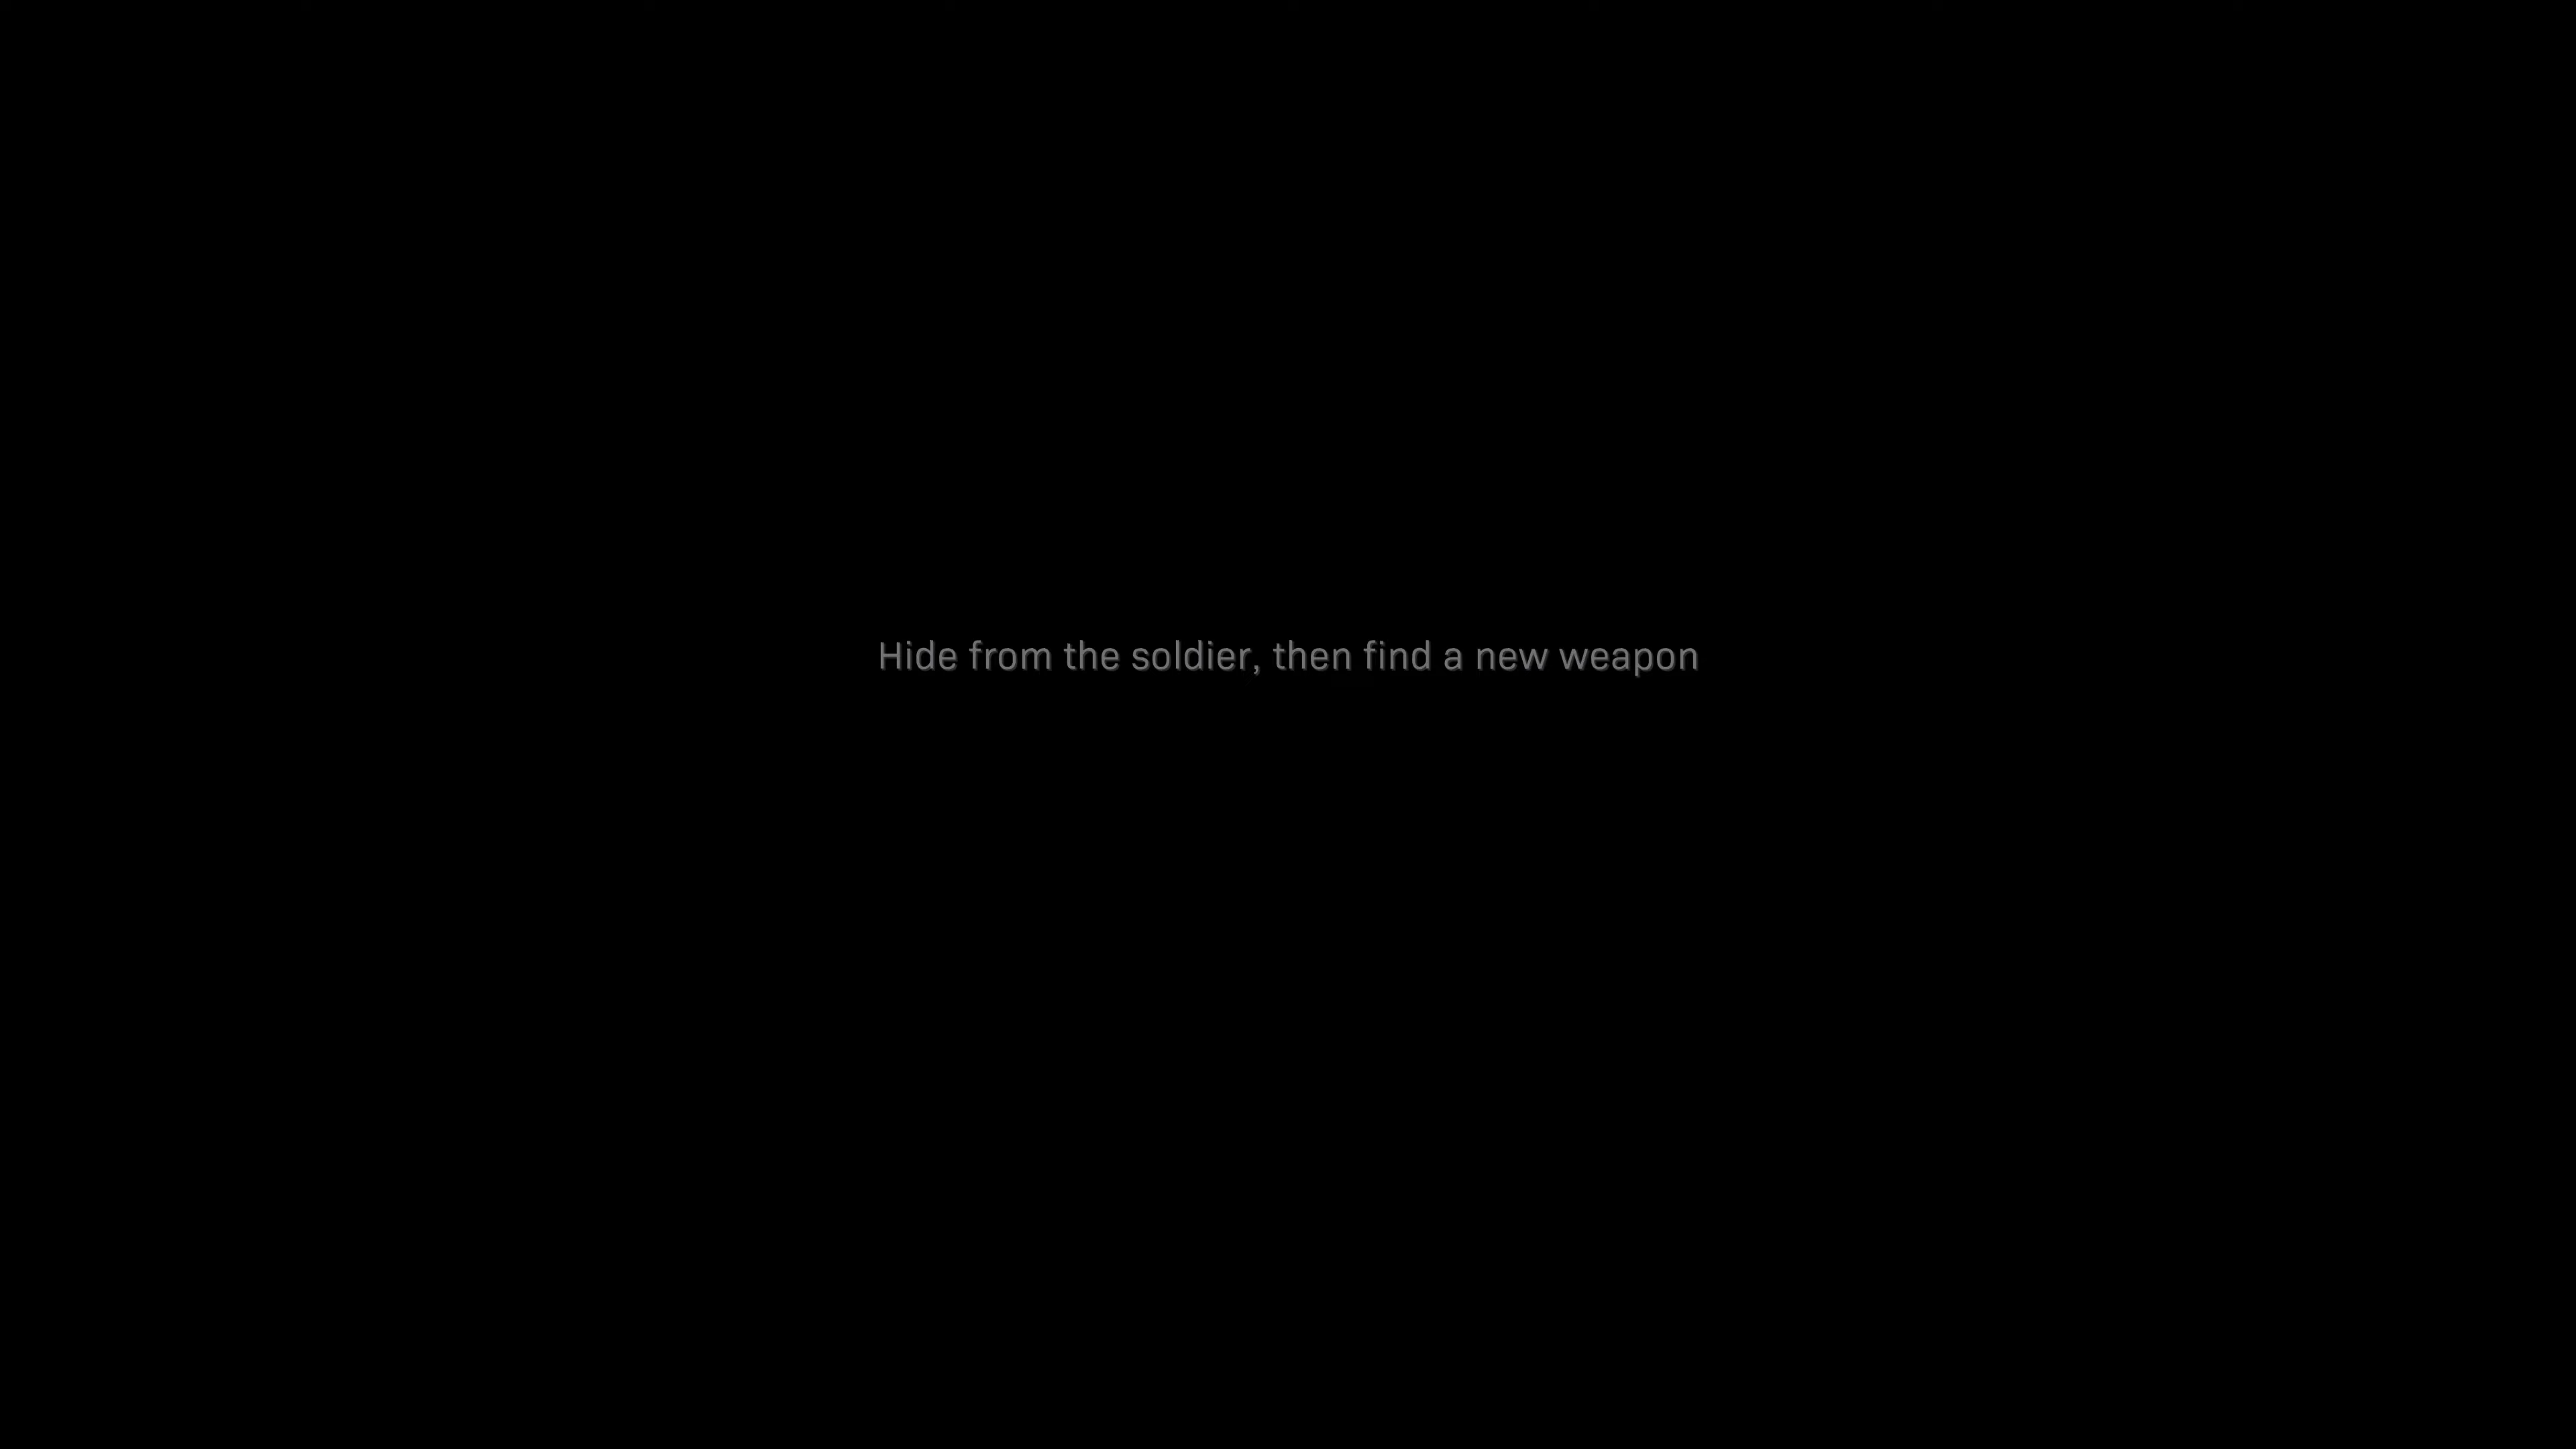 Hide from the soldier, then find a new weapon